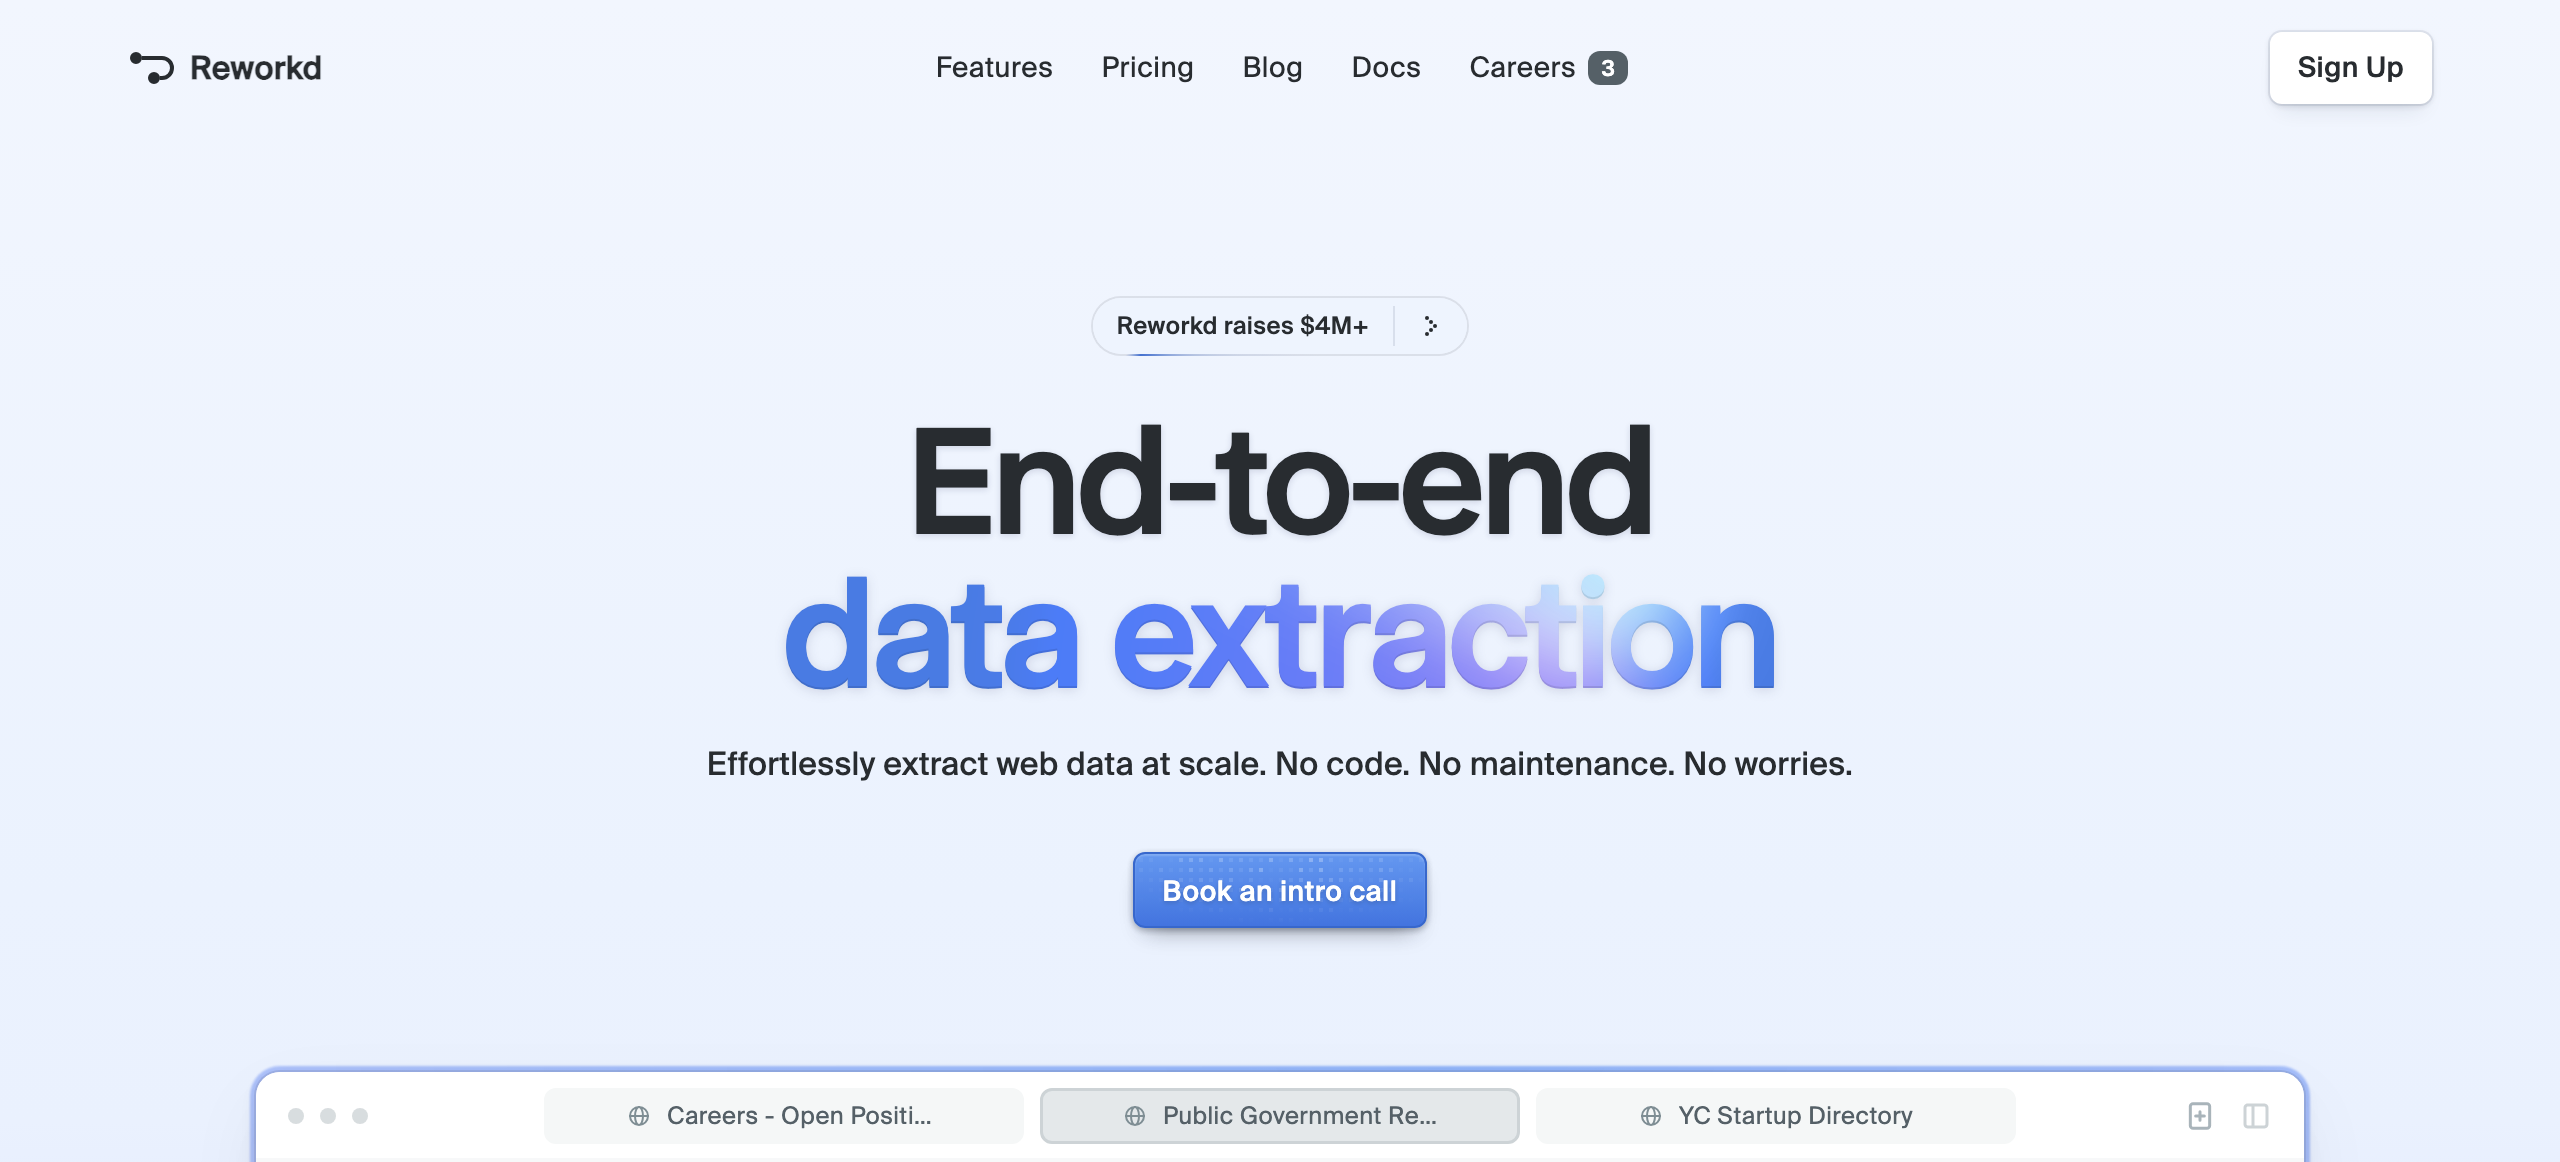 Reworkd
Features Pricing Blog Docs Careers 3
Sign Up
Reworkd raises $4M+
End-to-end
data extraction
Effortlessly extract web data at scale. No code. No maintenance. No worries.
Book an intro call
Careers - Open Positi...
Public Government Re...
YC Startup Directory